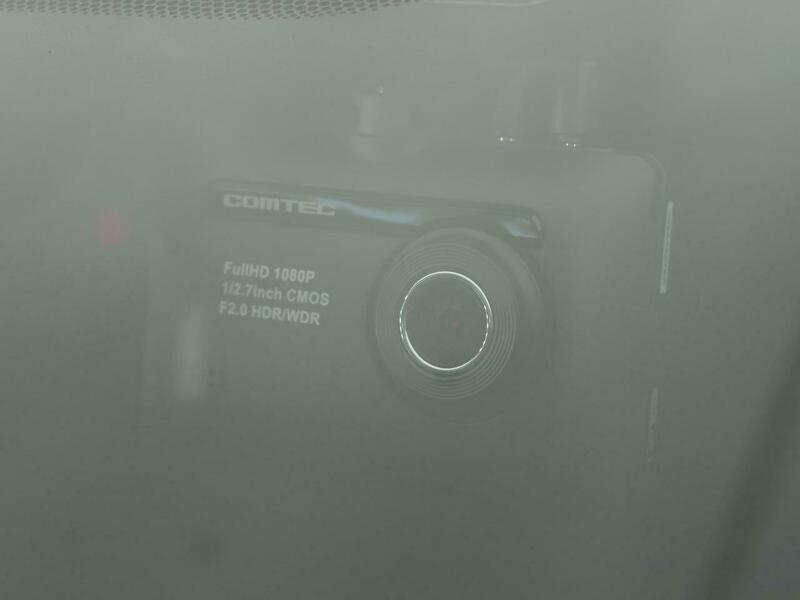 COMTEC
FullHD 1080P
1/2.7inch CMOS
F2.0 HDR/WDR